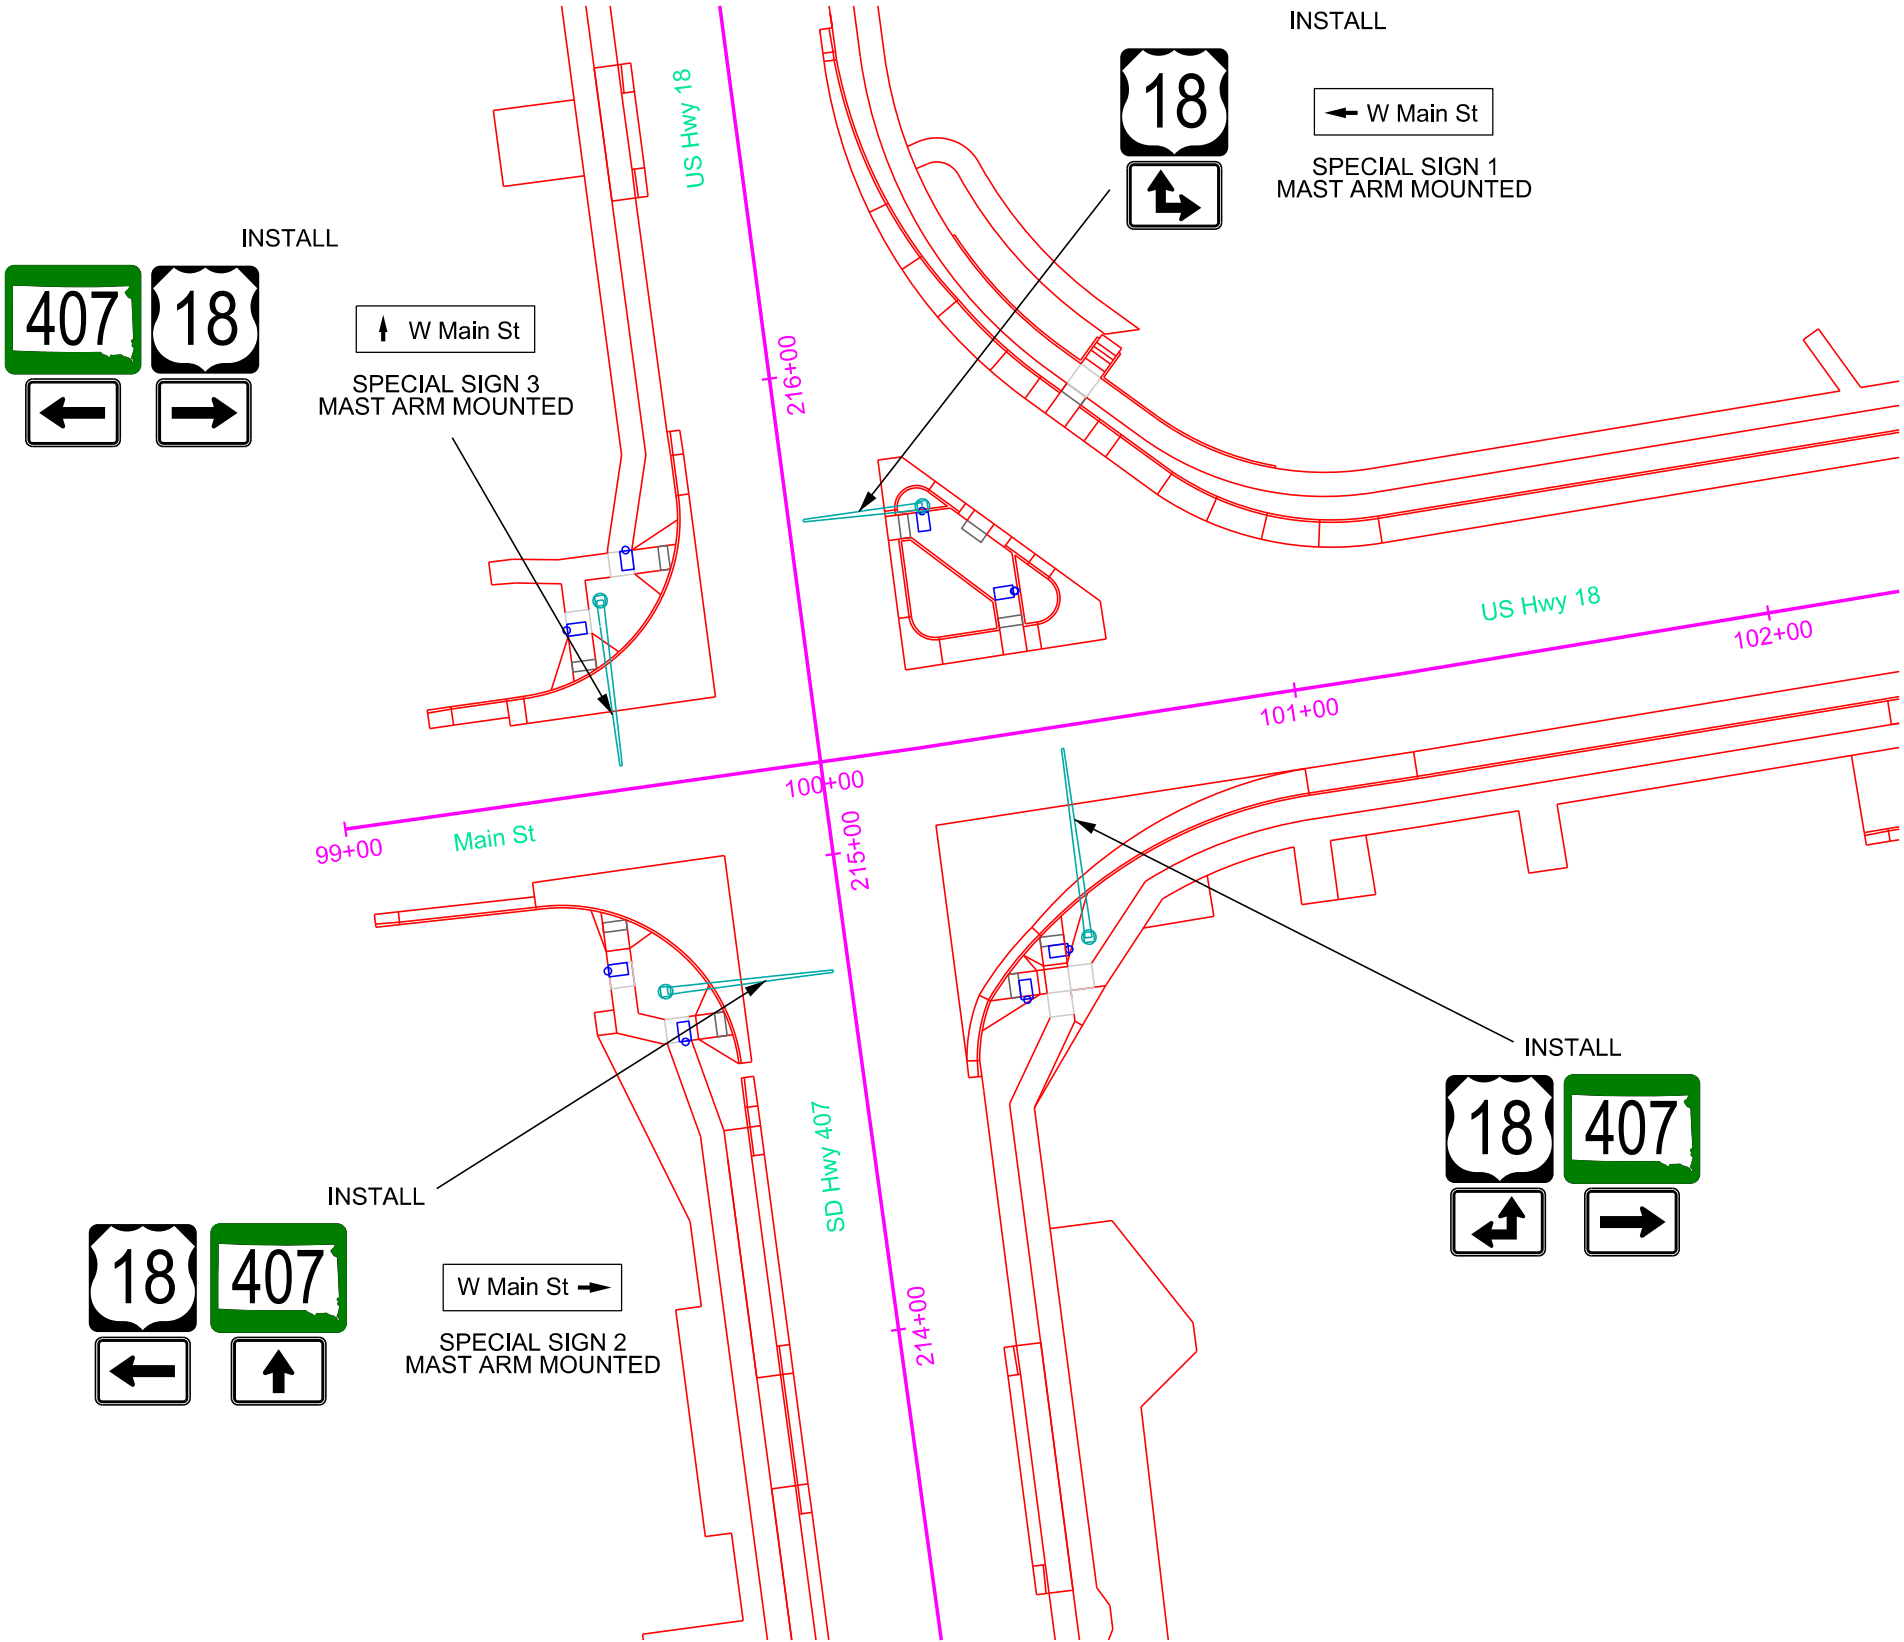 INSTALL
18
← W Main St
SPECIAL SIGN 1
MAST ARM MOUNTED
US Hwy 18
INSTALL
407
18
↑ W Main St
SPECIAL SIGN 3
MAST ARM MOUNTED
216+00
US Hwy 18
102+00
101+00
100+00
99+00
Main St
215+00
INSTALL
18
407
SD Hwy 407
INSTALL
18
407
W Main St →
SPECIAL SIGN 2
MAST ARM MOUNTED
214+00